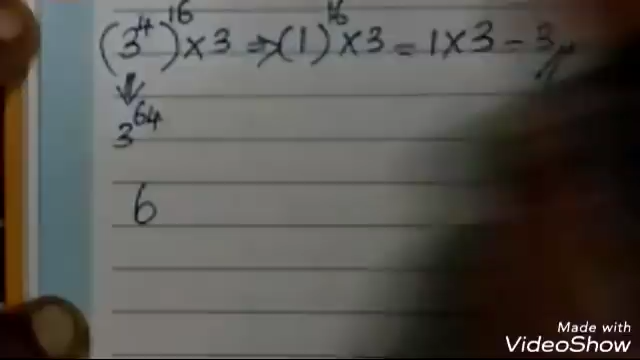 (3⁴)¹⁶ × 3 ⇒ (1)¹⁶ × 3 = 1 × 3 = 3
⇓
3⁶⁴
6
Made with
VideoShow